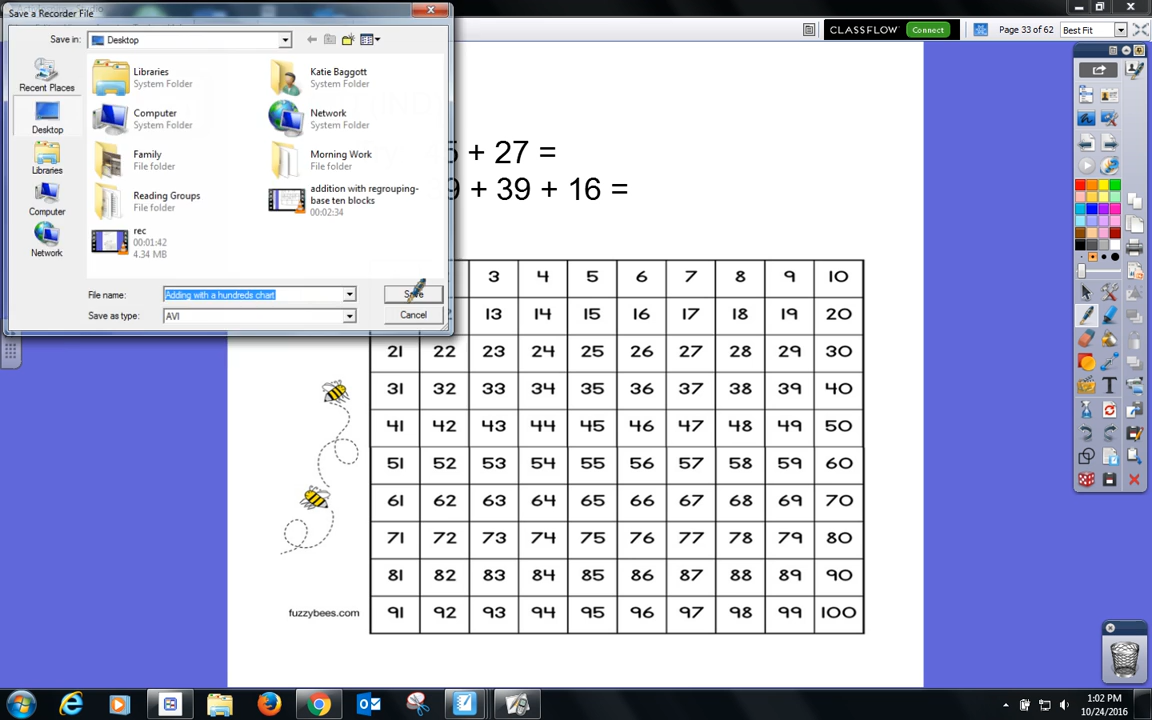 Save a Recorder File
Save in:
Desktop
Recent Places
Desktop
Libraries
Computer
Network
Libraries
System Folder
Katie Baggott
System Folder
Computer
System Folder
Network
System Folder
Family
File folder
Morning Work
File folder
Reading Groups
File folder
addition with regrouping-
base ten blocks
00:02:34
rec
00:01:42
4.34 MB
File name:
Adding with a hundreds chart
Save
Save as type:
AVI
Cancel
CLASSFLOW
Connect
Page 33 of 62
Best Fit
5 + 27 =
9 + 39 + 16 =
3 4 5 6 7 8 9 10
13 14 15 16 17 18 19 20
21 22 23 24 25 26 27 28 29 30
31 32 33 34 35 36 37 38 39 40
41 42 43 44 45 46 47 48 49 50
51 52 53 54 55 56 57 58 59 60
61 62 63 64 65 66 67 68 69 70
71 72 73 74 75 76 77 78 79 80
81 82 83 84 85 86 87 88 89 90
91 92 93 94 95 96 97 98 99 100
fuzzybees.com
1:02 PM
10/24/2016